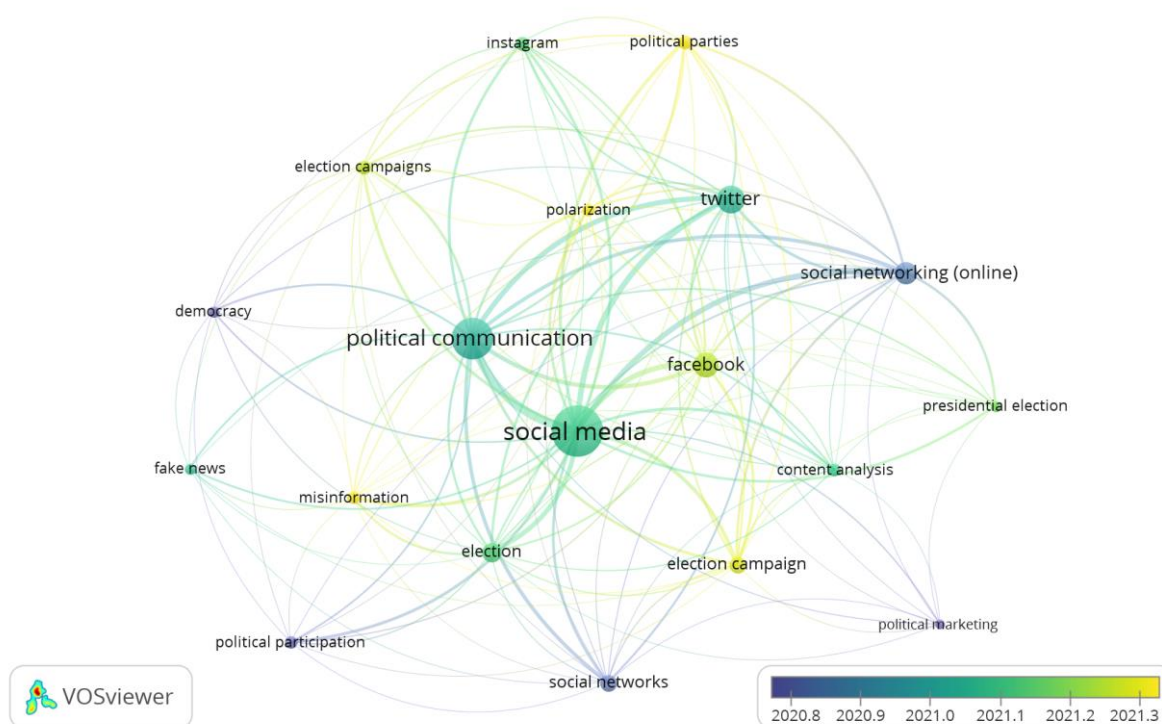 instagram
political parties
election campaigns
polarization
twitter
social networking (online)
democracy
political communication
facebook
presidential election
social media
fake news
content analysis
misinformation
election
election campaign
political marketing
political participation
social networks
VOSviewer
2020.8 2020.9 2021.0 2021.1 2021.2 2021.3